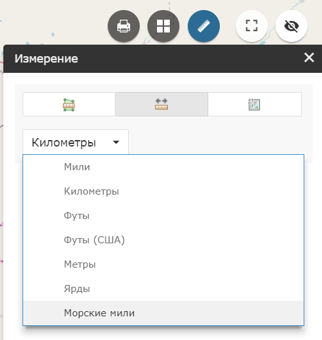 Измерение
Километры
Мили
Километры
Футы
Футы (США)
Метры
Ярды
Морские мили